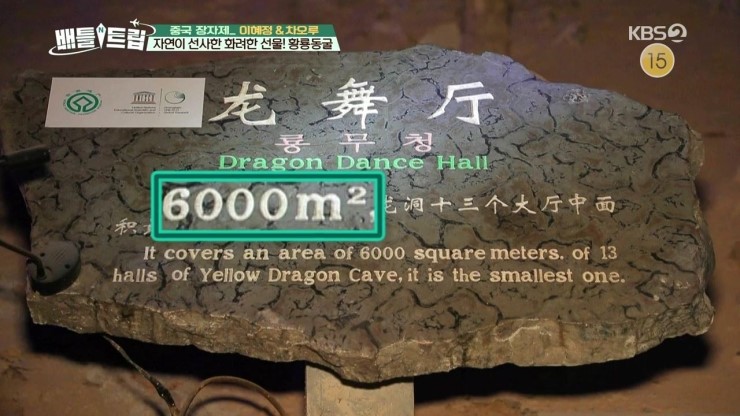 배틀트립
중국 장자제_ 이혜정 & 차오루
자연이 선사한 화려한 선물! 황룡동굴
KBS2
15
龙舞厅
룡무청
Dragon Dance Hall
6000m²
龙洞十三个大厅中面
积
It covers an area of 6000 square meters. of 13
halls of Yellow Dragon Cave, it is the smallest one.